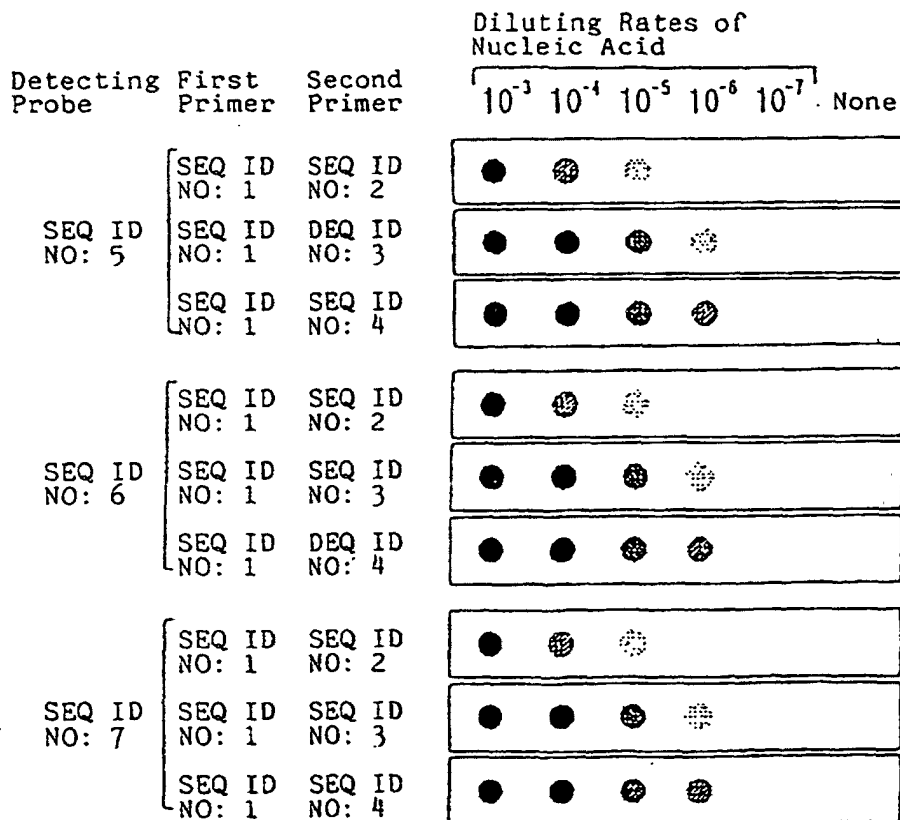 Diluting Rates of
Nucleic Acid
Detecting First Second
Probe Primer Primer
10⁻³ 10⁻⁴ 10⁻⁵ 10⁻⁶ 10⁻⁷ None
SEQ ID SEQ ID
NO: 1 NO: 2
SEQ ID SEQ ID DEQ ID
NO: 5 NO: 1 NO: 3
SEQ ID SEQ ID
NO: 1 NO: 4
SEQ ID SEQ ID
NO: 1 NO: 2
SEQ ID SEQ ID SEQ ID
NO: 6 NO: 1 NO: 3
SEQ ID DEQ ID
NO: 1 NO: 4
SEQ ID SEQ ID
NO: 1 NO: 2
SEQ ID SEQ ID SEQ ID
NO: 7 NO: 1 NO: 3
SEQ ID SEQ ID
NO: 1 NO: 4